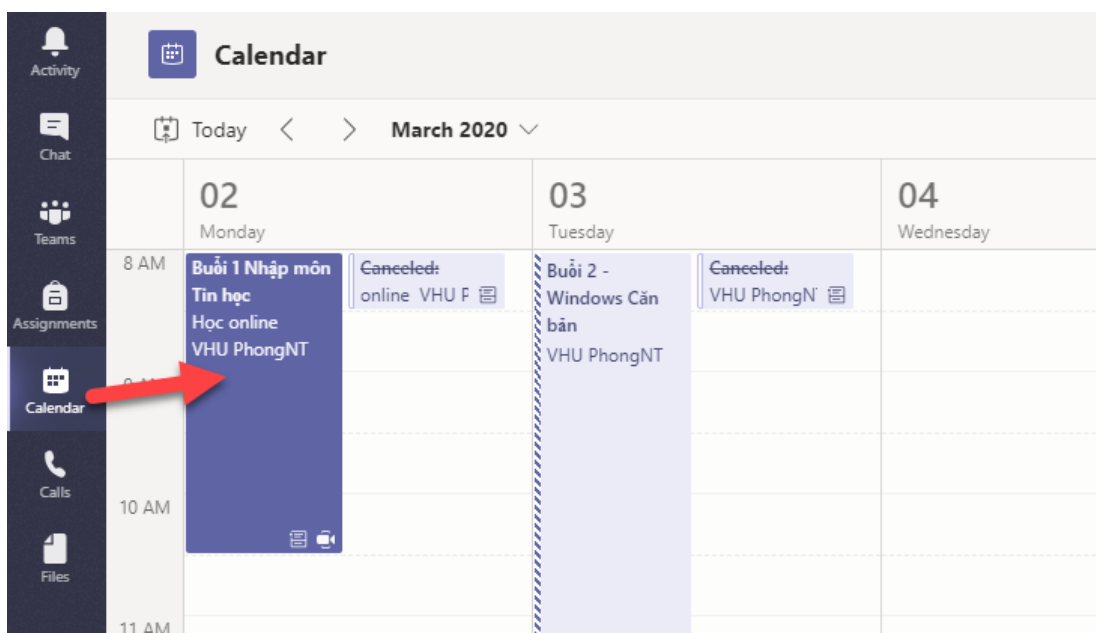 Activity
Chat
Teams
Assignments
Calendar
Calls
Files
Calendar
Today
March 2020
02
Monday
03
Tuesday
04
Wednesday
8 AM
10 AM
11 AM
Buổi 1 Nhập môn
Tin học
Học online
VHU PhongNT
Canceled:
online VHU P
Buổi 2 -
Windows Căn
bản
VHU PhongNT
Canceled:
VHU PhongN